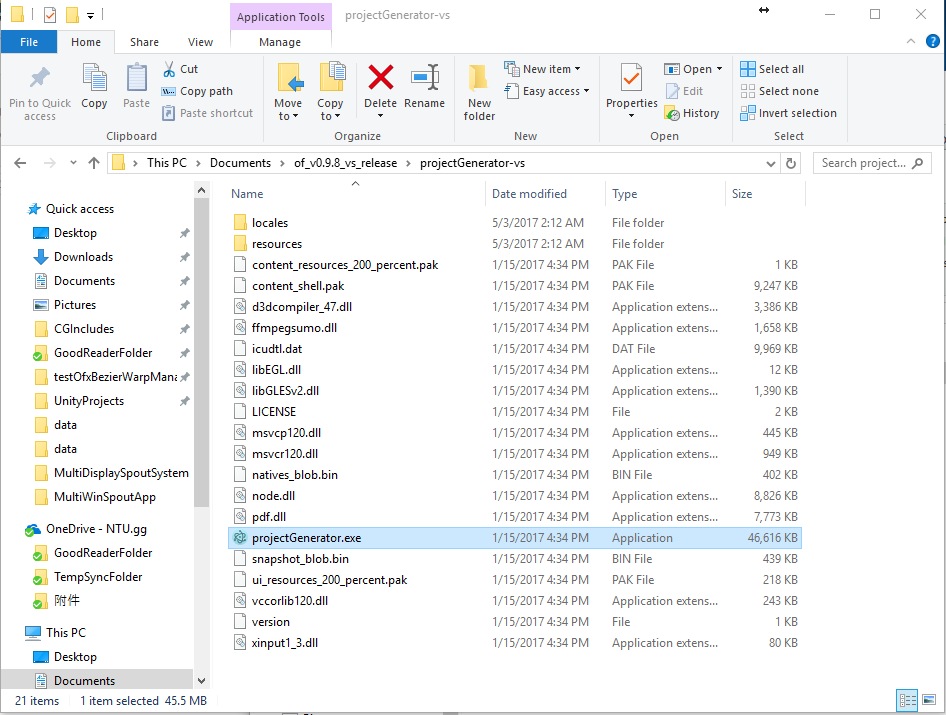 Application Tools
projectGenerator-vs
File
Home
Share
View
Manage
Pin to Quick access
Copy
Paste
Cut
Copy path
Paste shortcut
Clipboard
Move to
Copy to
Delete
Rename
Organize
New folder
New item
Easy access
New
Properties
Open
Edit
History
Open
Select all
Select none
Invert selection
Select
This PC > Documents > of_v0.9.8_vs_release > projectGenerator-vs
Search project...
Quick access
Desktop
Downloads
Documents
Pictures
CGIncludes
GoodReaderFolder
testOfxBezierWarpMana
UnityProjects
data
data
MultiDisplaySpoutSystem
MultiWinSpoutApp
OneDrive - NTU.gg
GoodReaderFolder
TempSyncFolder
附件
This PC
Desktop
Documents
Name Date modified Type Size
locales 5/3/2017 2:12 AM File folder
resources 5/3/2017 2:12 AM File folder
content_resources_200_percent.pak 1/15/2017 4:34 PM PAK File 1 KB
content_shell.pak 1/15/2017 4:34 PM PAK File 9,247 KB
d3dcompiler_47.dll 1/15/2017 4:34 PM Application extens... 3,386 KB
ffmpegsumo.dll 1/15/2017 4:34 PM Application extens... 1,658 KB
icudtl.dat 1/15/2017 4:34 PM DAT File 9,969 KB
libEGL.dll 1/15/2017 4:34 PM Application extens... 12 KB
libGLESv2.dll 1/15/2017 4:34 PM Application extens... 1,390 KB
LICENSE 1/15/2017 4:34 PM File 2 KB
msvcp120.dll 1/15/2017 4:34 PM Application extens... 445 KB
msvcr120.dll 1/15/2017 4:34 PM Application extens... 949 KB
natives_blob.bin 1/15/2017 4:34 PM BIN File 402 KB
node.dll 1/15/2017 4:34 PM Application extens... 8,826 KB
pdf.dll 1/15/2017 4:34 PM Application extens... 7,773 KB
projectGenerator.exe 1/15/2017 4:34 PM Application 46,616 KB
snapshot_blob.bin 1/15/2017 4:34 PM BIN File 439 KB
ui_resources_200_percent.pak 1/15/2017 4:34 PM PAK File 218 KB
vccorlib120.dll 1/15/2017 4:34 PM Application extens... 243 KB
version 1/15/2017 4:34 PM File 1 KB
xinput1_3.dll 1/15/2017 4:34 PM Application extens... 80 KB
21 items 1 item selected 45.5 MB